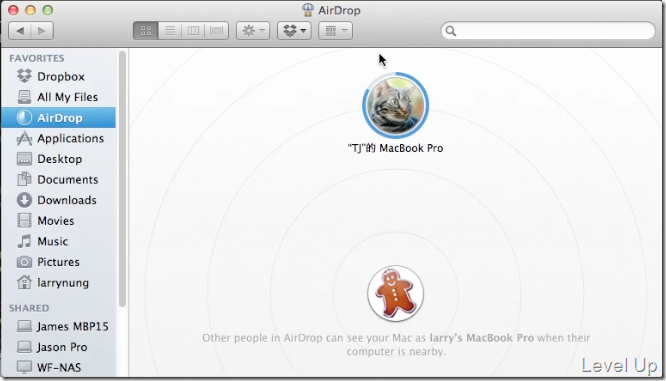 AirDrop
FAVORITES
Dropbox
All My Files
AirDrop
Applications
Desktop
Documents
Downloads
Movies
Music
Pictures
larrynung
SHARED
James MBP15
Jason Pro
WF-NAS
“TJ”的 MacBook Pro
Other people in AirDrop can see your Mac as larry's MacBook Pro when their
computer is nearby.
Level Up